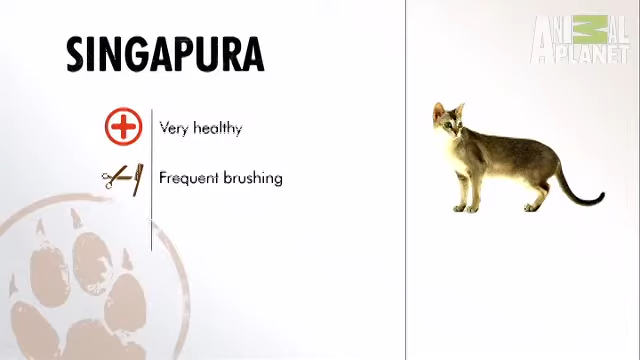 SINGAPURA
ANIMAL
PLANET
Very healthy
Frequent brushing